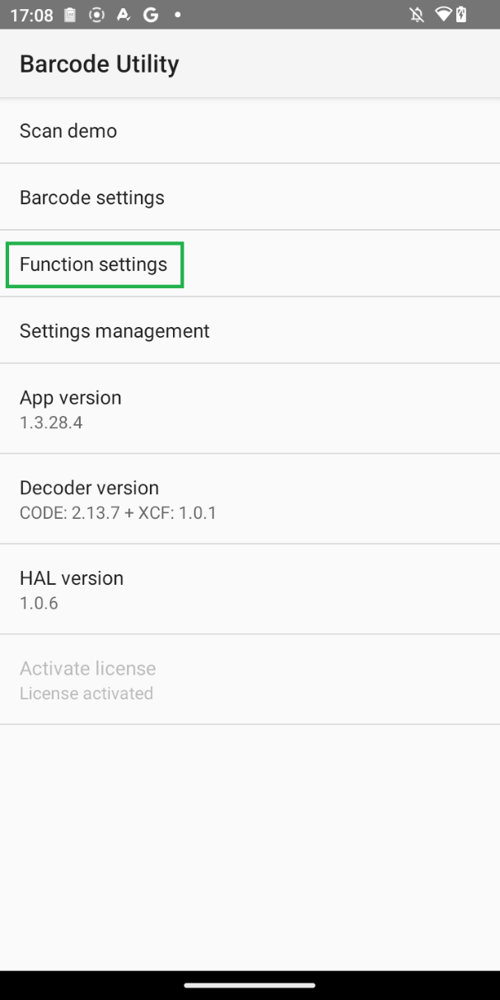 17:08
Barcode Utility
Scan demo
Barcode settings
Function settings
Settings management
App version
1.3.28.4
Decoder version
CODE: 2.13.7 + XCF: 1.0.1
HAL version
1.0.6
Activate license
License activated